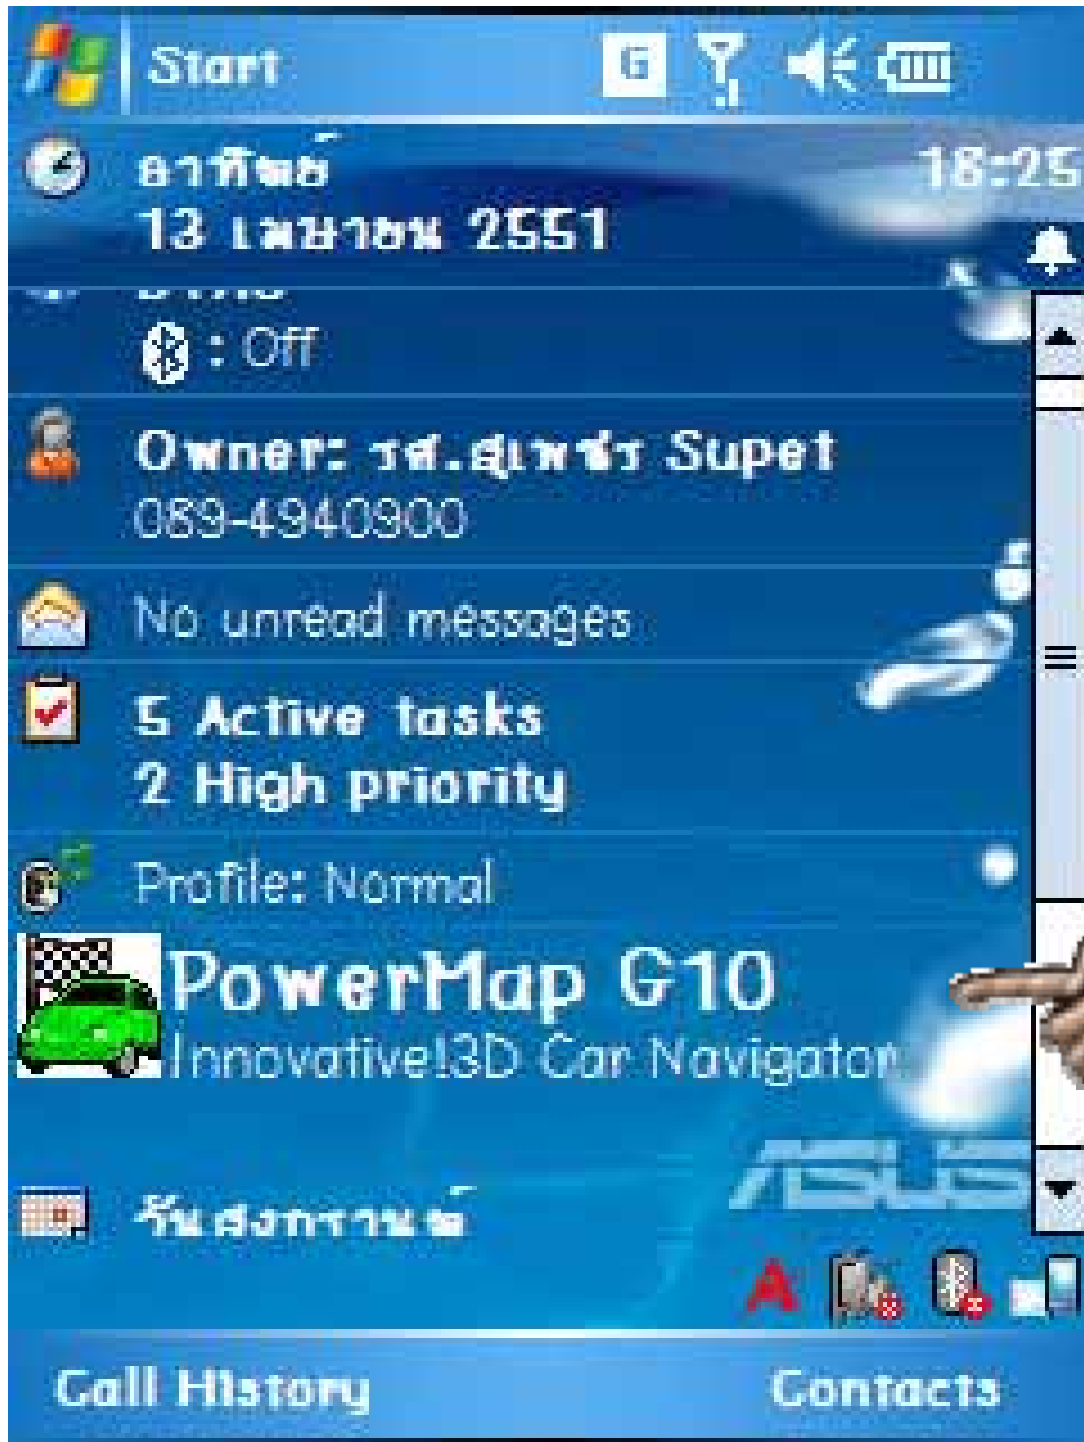 Start
G
อาทิตย์ 18:25
13 เมษายน 2551
: Off
Owner: รศ.สุเพชร Supet
089-4940900
No unread messages
5 Active tasks
2 High priority
Profile: Normal
PowerMap G10
Innovative!3D Car Navigator
ASUS
วันสงกรานต์
A
Call History
Contacts